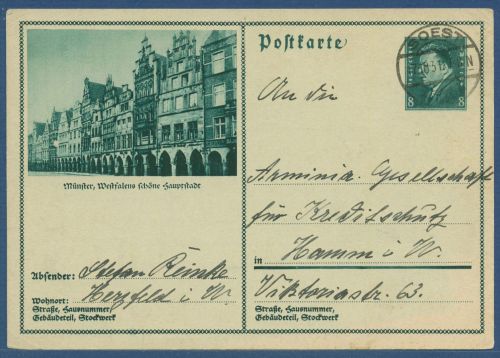 Postkarte
SOEST
8 8
An die
Münster, Westfalens schöne Hauptstadt
Arminia. Gesellschaft
für Kreditschutz
in Hamm i. W.
Viktoriastr. 63.
Straße, Hausnummer,
Gebäudeteil, Stockwerk
Absender: Stefan Reinke
Wohnort: Herzfeld i. W.
Straße, Hausnummer,
Gebäudeteil, Stockwerk